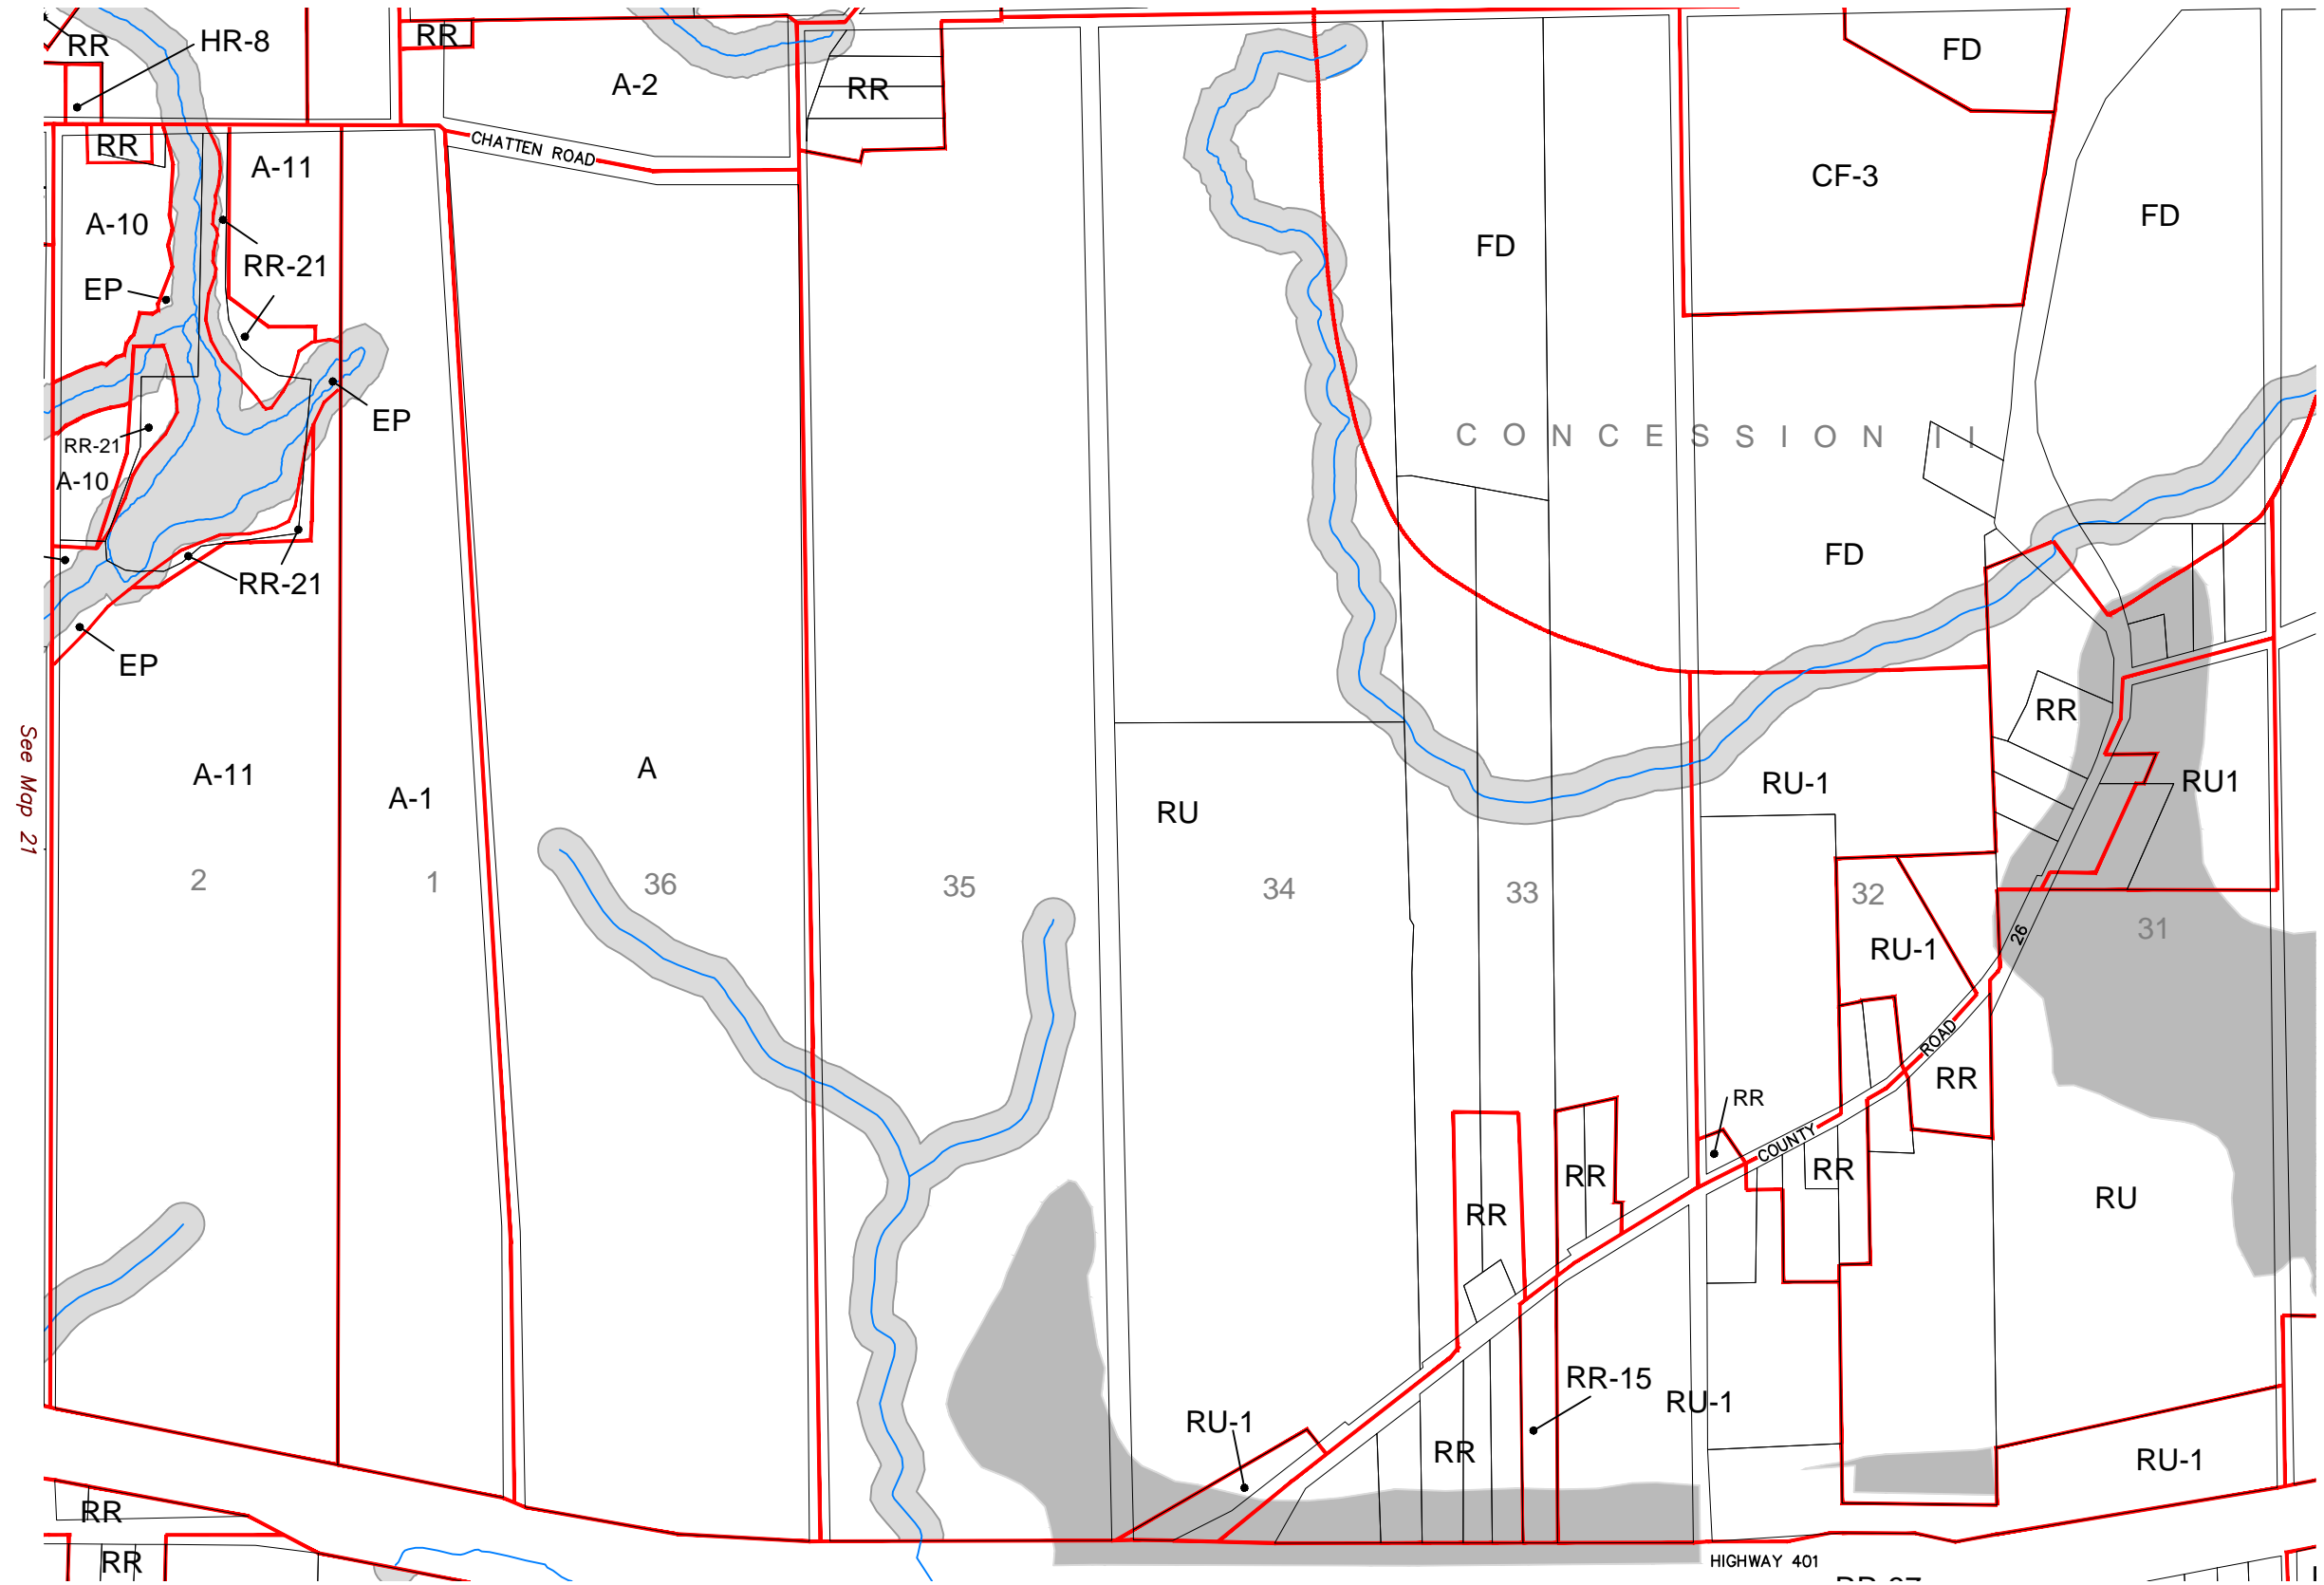 RR
HR-8
RR
A-2
RR
FD
CHATTEN ROAD
RR
A-11
CF-3
A-10
FD
FD
RR-21
EP
EP
CONCESSION II
RR-21
A-10
FD
RR-21
EP
RR
See Map 21
A-11
A
A-1
RU
RU-1
RU1
2
1
36
35
34
33
32
31
26
RU-1
ROAD
RR
RR
COUNTY
RR
RR
RR
RU
RR-15
RU-1
RU-1
RR
RU-1
RR
RR
HIGHWAY 401